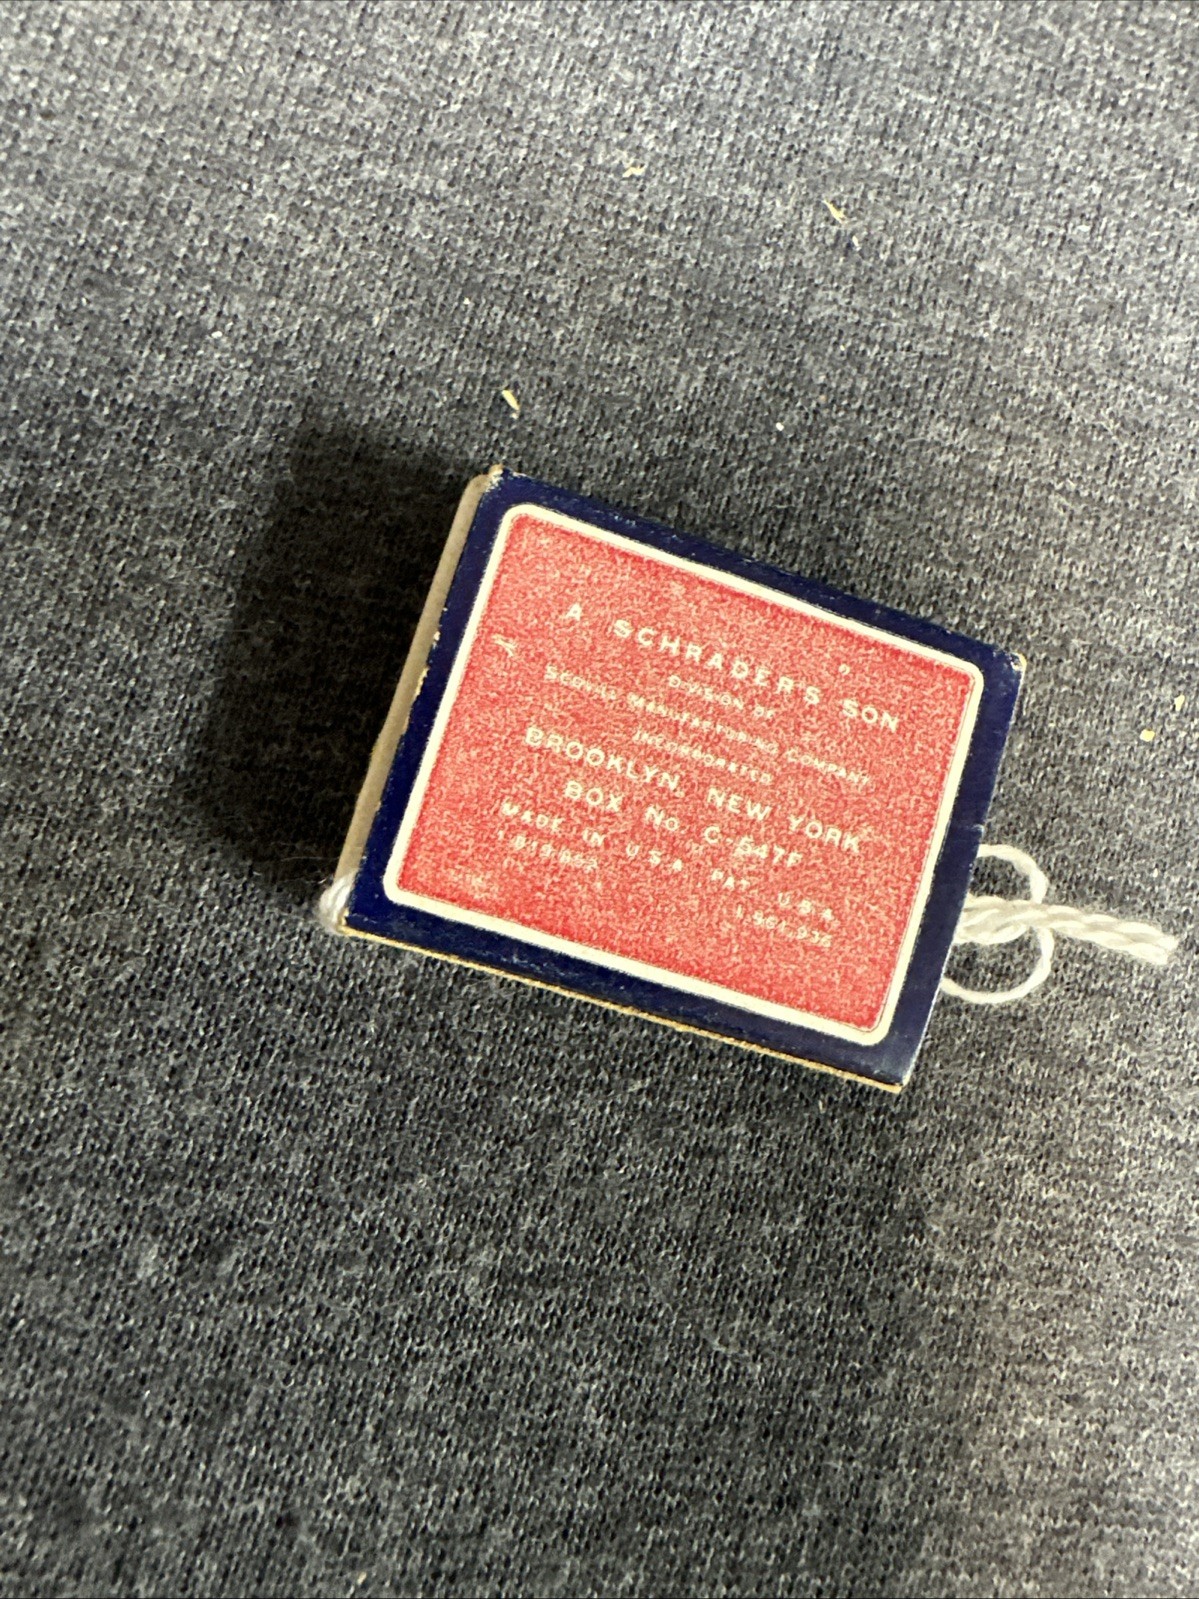 A SCHRADER'S SON
DIVISION OF
SCOVILL MANUFACTURING COMPANY
INCORPORATED
BROOKLYN, NEW YORK
BOX No. C-547F
MADE IN U.S.A. PAT. U.S.A.